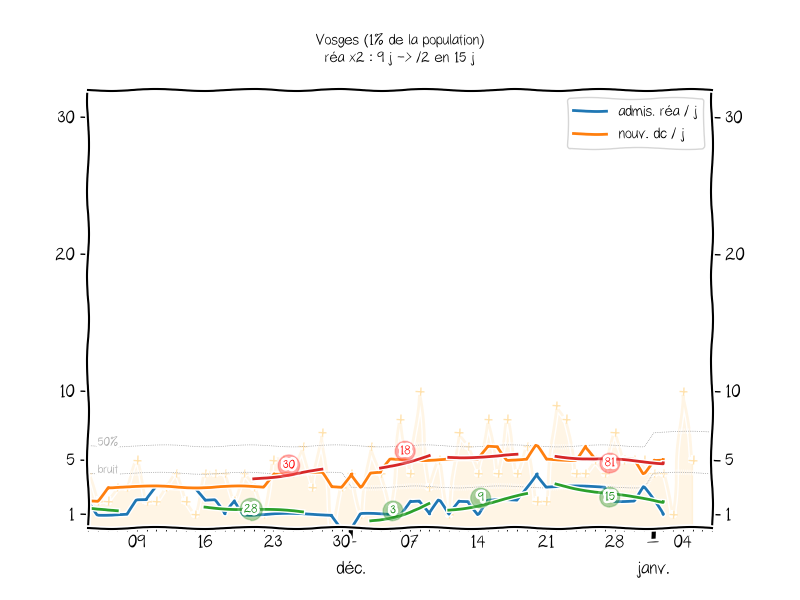 Vosges (1% de la population)
réa x2 : 9 j -> /2 en 15 j
admis. réa / j
nouv. dc / j
30 30
20 20
10 10
50%
5 5
bruit
1 1
30
18
81
28
3
9
15
09 16 23 30 07 14 21 28 04
déc. janv.